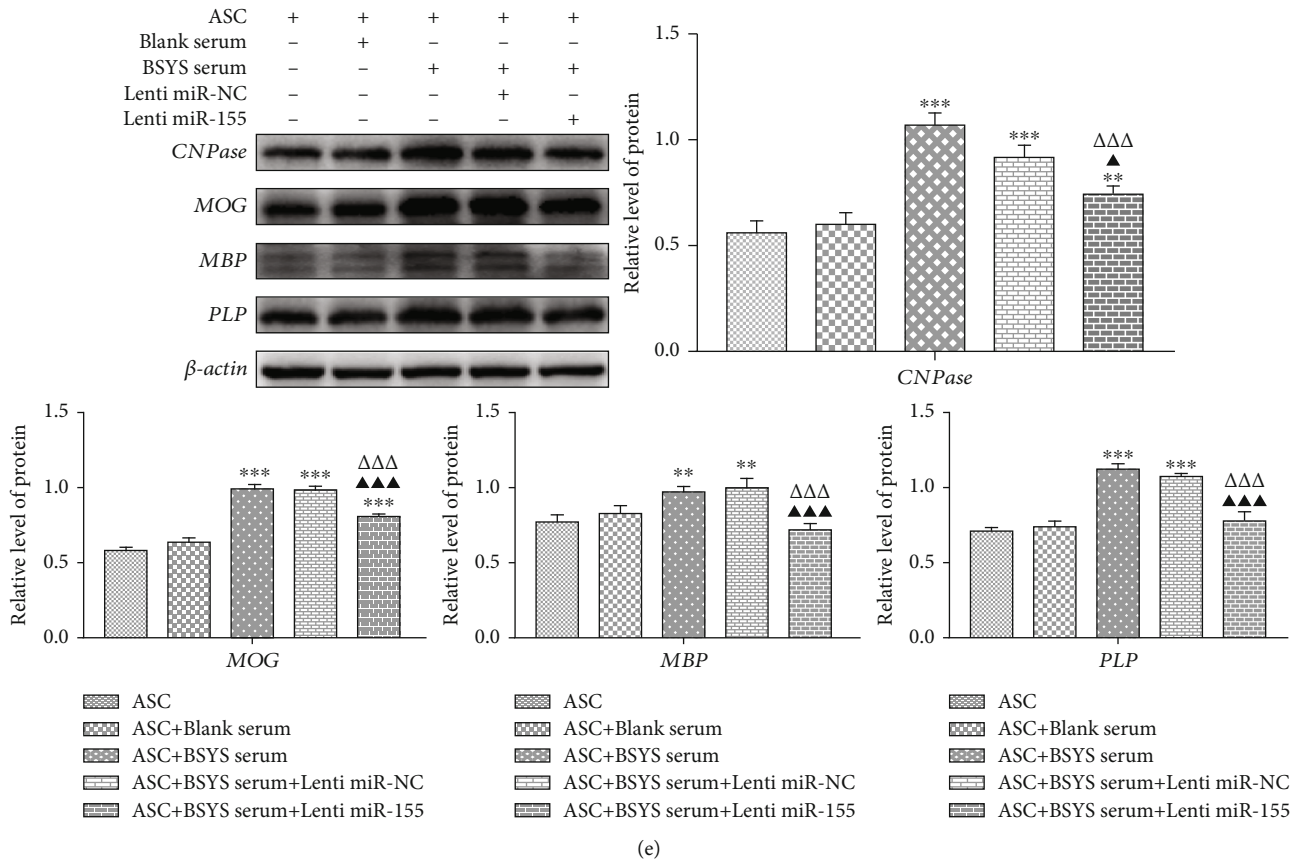 ASC + + + + +
Blank serum – + – – –
BSYS serum – – + + +
Lenti miR-NC – – – + –
Lenti miR-155 – – – – +
CNPase
MOG
MBP
PLP
β-actin
Relative level of protein
1.5
1.0
0.5
0.0
***
***
ΔΔΔ
▲
**
CNPase
Relative level of protein
1.5
1.0
0.5
0.0
***
***
ΔΔΔ
▲▲▲
***
MOG
ASC
ASC+Blank serum
ASC+BSYS serum
ASC+BSYS serum+Lenti miR-NC
ASC+BSYS serum+Lenti miR-155
Relative level of protein
1.5
1.0
0.5
0.0
**
**
ΔΔΔ
▲▲▲
MBP
ASC
ASC+Blank serum
ASC+BSYS serum
ASC+BSYS serum+Lenti miR-NC
ASC+BSYS serum+Lenti miR-155
Relative level of protein
1.5
1.0
0.5
0.0
***
***
ΔΔΔ
▲▲▲
PLP
ASC
ASC+Blank serum
ASC+BSYS serum
ASC+BSYS serum+Lenti miR-NC
ASC+BSYS serum+Lenti miR-155
(e)